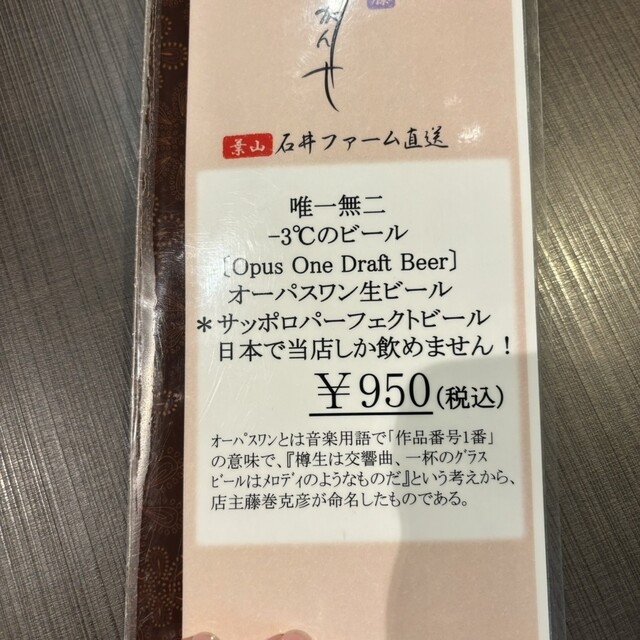 葉山 石井ファーム直送
唯一無二
-3℃のビール
〔Opus One Draft Beer〕
オーパスワン生ビール
＊サッポロパーフェクトビール
日本で当店しか飲めません！
￥950(税込)
オーパスワンとは音楽用語で「作品番号1番」
の意味で、『樽生は交響曲、一杯のｸﾞﾗｽ
ﾋﾞｰﾙはﾒﾛﾃﾞｨのようなものだ』という考えから、
店主藤巻克彦が命名したものである。